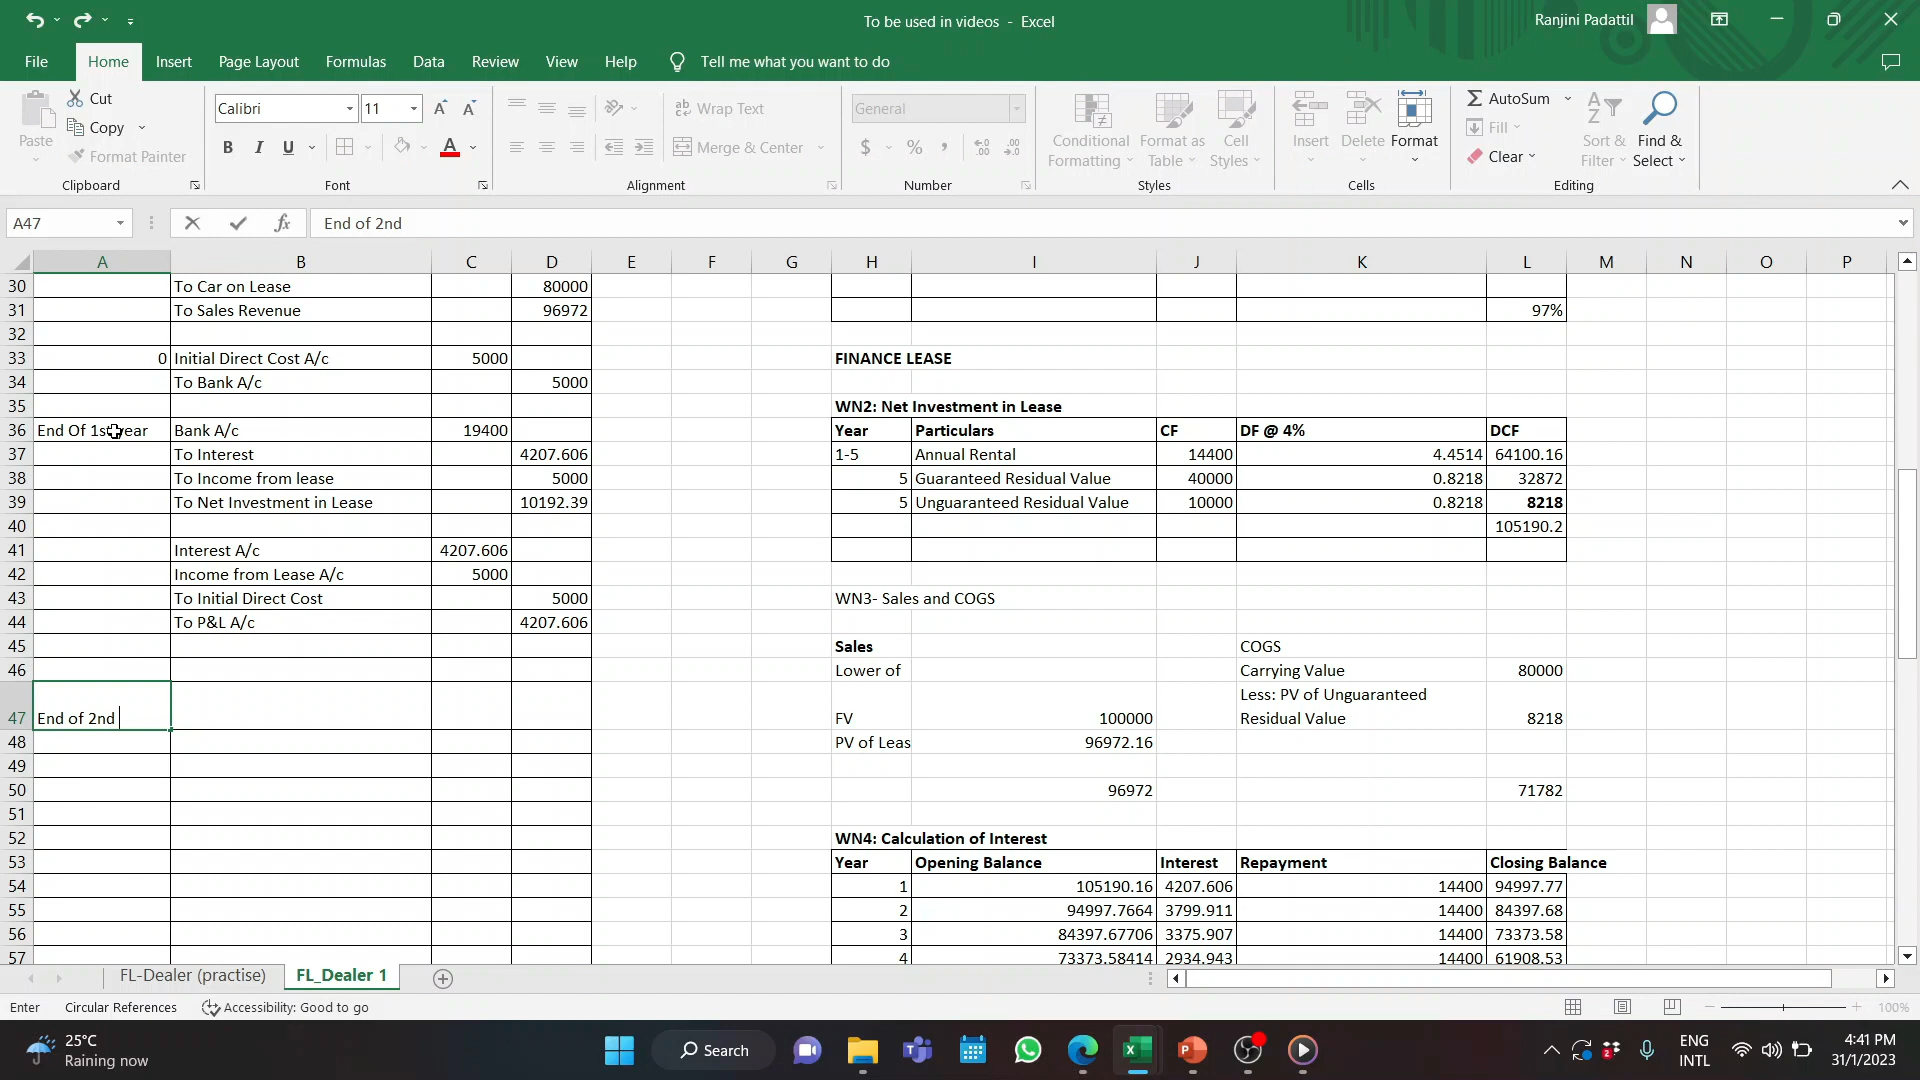 To be used in videos - Excel
Ranjini Padattil
File Home Insert Page Layout Formulas Data Review View Help Tell me what you want to do
Paste
Cut
Copy
Format Painter
Clipboard
Calibri 11
B I U
Font
Wrap Text
Merge & Center
Alignment
General
$ % ,
Number
Conditional Formatting
Format as Table
Cell Styles
Styles
Insert
Delete
Format
Cells
AutoSum
Fill
Clear
Sort & Filter
Find & Select
Editing
A47 fx End of 2nd
A B C D E F G H I J K L M N O P
30 To Car on Lease 80000
31 To Sales Revenue 96972 97%
32
33 0 Initial Direct Cost A/c 5000 FINANCE LEASE
34 To Bank A/c 5000
35 WN2: Net Investment in Lease
36 End Of 1st year Bank A/c 19400 Year Particulars CF DF @ 4% DCF
37 To Interest 4207.606 1-5 Annual Rental 14400 4.4514 64100.16
38 To Income from lease 5000 5 Guaranteed Residual Value 40000 0.8218 32872
39 To Net Investment in Lease 10192.39 5 Unguaranteed Residual Value 10000 0.8218 8218
40 105190.2
41 Interest A/c 4207.606
42 Income from Lease A/c 5000
43 To Initial Direct Cost 5000 WN3- Sales and COGS
44 To P&L A/c 4207.606
45 Sales COGS
46 Lower of Carrying Value 80000
47 End of 2nd FV 100000 Less: PV of Unguaranteed Residual Value 8218
48 PV of Leas 96972.16
49
50 96972 71782
51
52 WN4: Calculation of Interest
53 Year Opening Balance Interest Repayment Closing Balance
54 1 105190.16 4207.606 14400 94997.77
55 2 94997.7664 3799.911 14400 84397.68
56 3 84397.67706 3375.907 14400 73373.58
57 4 73373.58414 2934.943 14400 61908.53
FL-Dealer (practise) FL_Dealer 1
Enter Circular References Accessibility: Good to go 100%
25°C
Raining now
Search
2
ENG
INTL
4:41 PM
31/1/2023